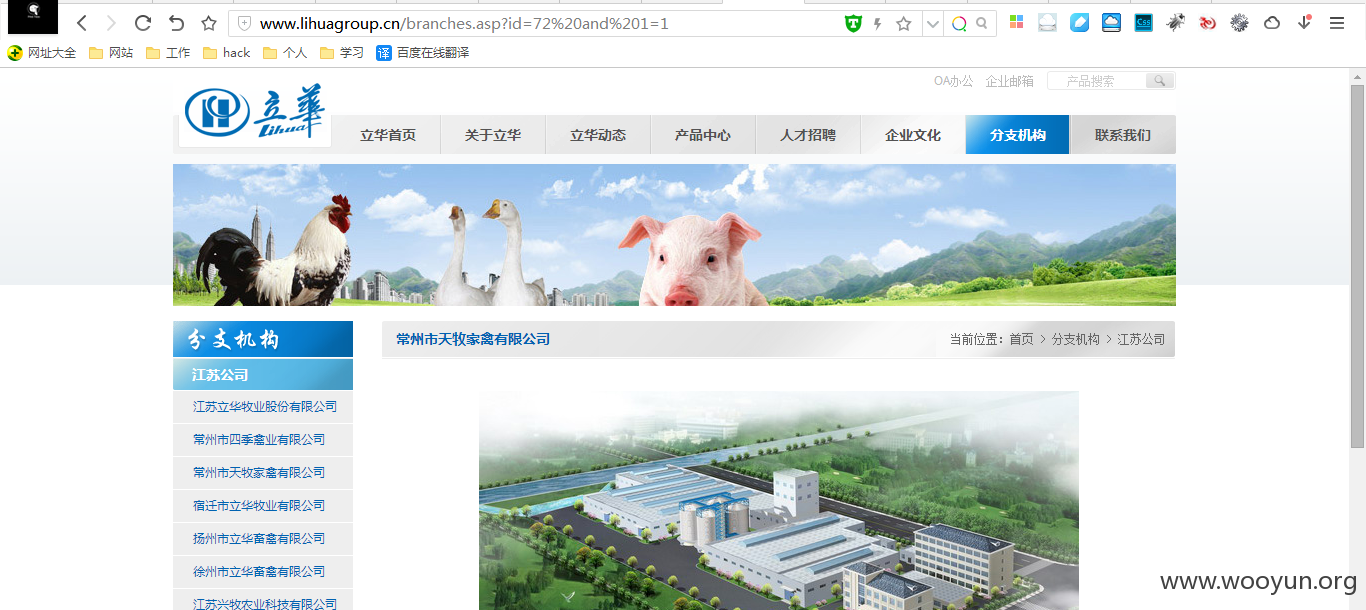 www.lihuagroup.cn/branches.asp?id=72%20and%201=1
网址大全 网站 工作 hack 个人 学习 译 百度在线翻译
OA办公 企业邮箱 产品搜索
立華
Lihua
立华首页 关于立华 立华动态 产品中心 人才招聘 企业文化 分支机构 联系我们
分支机构
常州市天牧家禽有限公司
当前位置：首页 > 分支机构 > 江苏公司
江苏公司
江苏立华牧业股份有限公司
常州市四季禽业有限公司
常州市天牧家禽有限公司
宿迁市立华牧业有限公司
扬州市立华畜禽有限公司
徐州市立华畜禽有限公司
江苏兴牧农业科技有限公司
www.wooyun.org